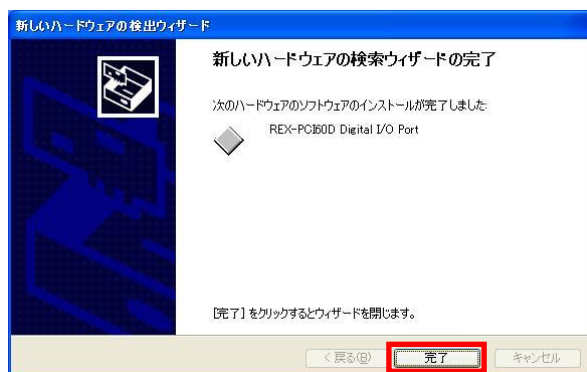 新しいハードウェアの検出ウィザード
新しいハードウェアの検索ウィザードの完了
次のハードウェアのソフトウェアのインストールが完了しました:
REX-PCI60D Digital I/O Port
[完了] をクリックするとウィザードを閉じます。
< 戻る(B)
完了
キャンセル